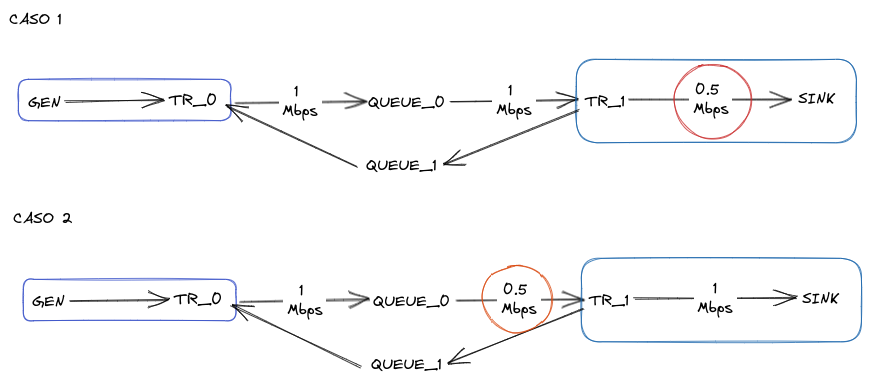 CASO 1
GEN TR_0 1 Mbps QUEUE_0 1 Mbps TR_1 0.5 Mbps SINK
QUEUE_1
CASO 2
GEN TR_0 1 Mbps QUEUE_0 0.5 Mbps TR_1 1 Mbps SINK
QUEUE_1